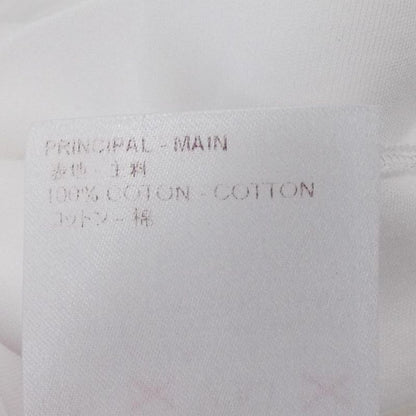 PRINCIPAL - MAIN
表地 - 主料
100% COTON - COTTON
コットン - 棉